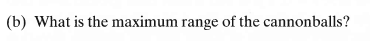 (b) What is the maximum range of the cannonballs?